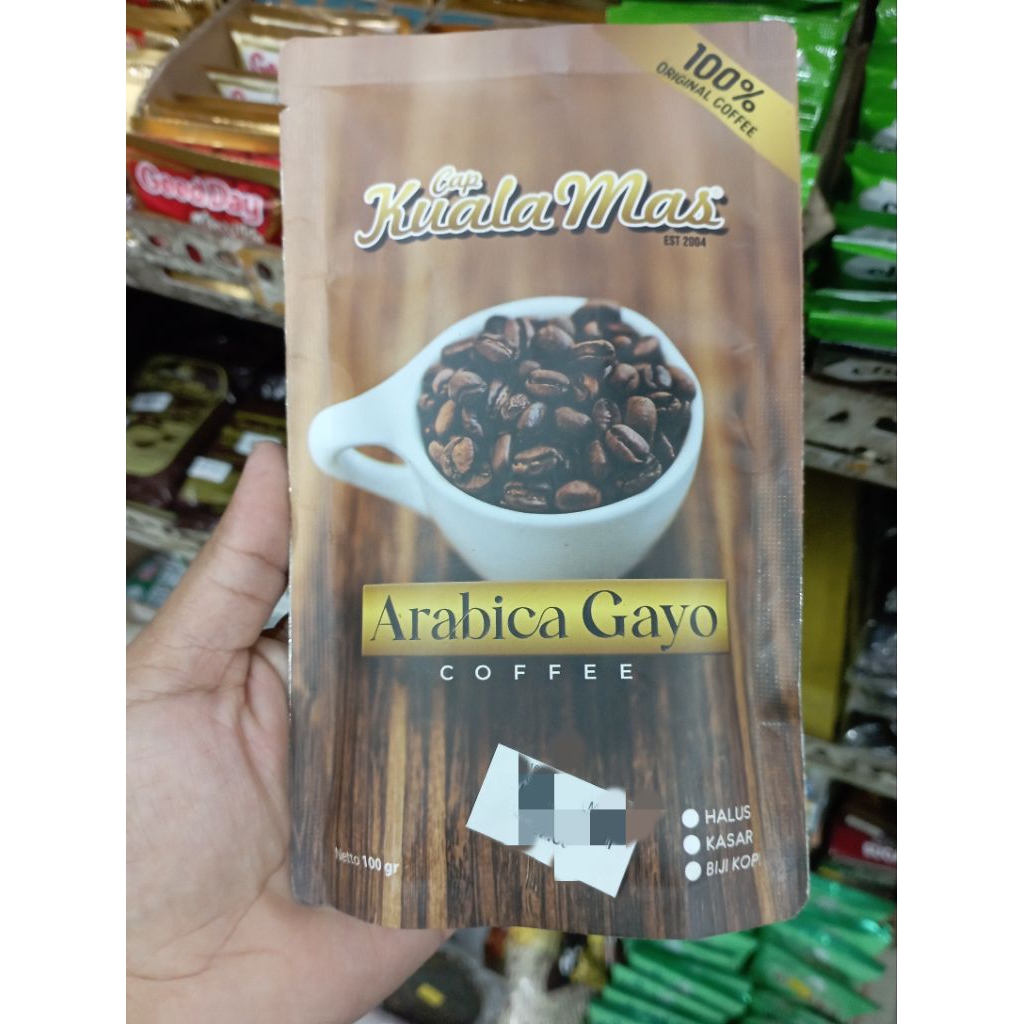 100%
ORIGINAL COFFEE
Cap
Kuala Mas®
EST 2004
GoodDay
Arabica Gayo
COFFEE
HALUS
KASAR
BIJI KOPI
Netto 100 gr